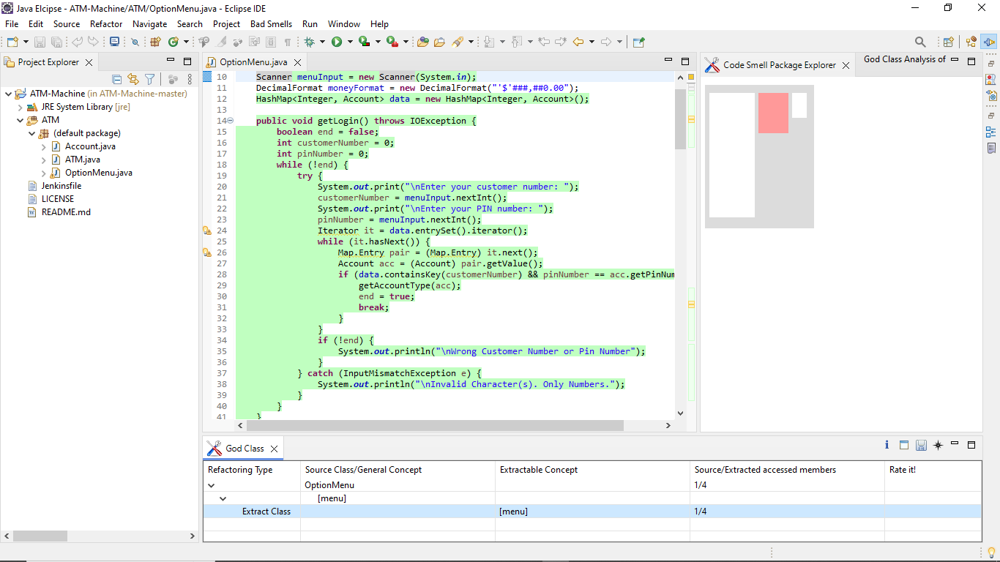 Java Elcipse - ATM-Machine/ATM/OptionMenu.java - Eclipse IDE
File Edit Source Refactor Navigate Search Project Bad Smells Run Window Help
Project Explorer
ATM-Machine (in ATM-Machine-master)
JRE System Library [jre]
ATM
(default package)
Account.java
ATM.java
OptionMenu.java
Jenkinsfile
LICENSE
README.md
OptionMenu.java
10 Scanner menuInput = new Scanner(System.in);
11 DecimalFormat moneyFormat = new DecimalFormat("'$'###,##0.00");
12 HashMap<Integer, Account> data = new HashMap<Integer, Account>();
13
14 public void getLogin() throws IOException {
15 boolean end = false;
16 int customerNumber = 0;
17 int pinNumber = 0;
18 while (!end) {
19 try {
20 System.out.print("\nEnter your customer number: ");
21 customerNumber = menuInput.nextInt();
22 System.out.print("\nEnter your PIN number: ");
23 pinNumber = menuInput.nextInt();
24 Iterator it = data.entrySet().iterator();
25 while (it.hasNext()) {
26 Map.Entry pair = (Map.Entry) it.next();
27 Account acc = (Account) pair.getValue();
28 if (data.containsKey(customerNumber) && pinNumber == acc.getPinNum
29 getAccountType(acc);
30 end = true;
31 break;
32 }
33 }
34 if (!end) {
35 System.out.println("\nWrong Customer Number or Pin Number");
36 }
37 } catch (InputMismatchException e) {
38 System.out.println("\nInvalid Character(s). Only Numbers.");
39 }
40 }
41 }
Code Smell Package Explorer
God Class Analysis of
God Class
Refactoring Type Source Class/General Concept Extractable Concept Source/Extracted accessed members Rate it!
OptionMenu 1/4
[menu]
Extract Class [menu] 1/4